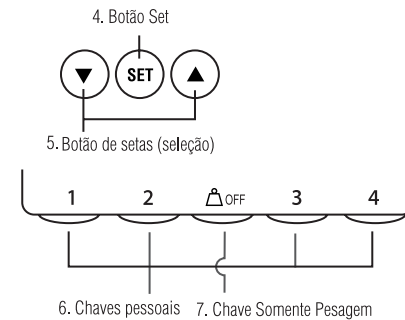 4. Botão Set
SET
5. Botão de setas (seleção)
1 2 OFF 3 4
6. Chaves pessoais 7. Chave Somente Pesagem